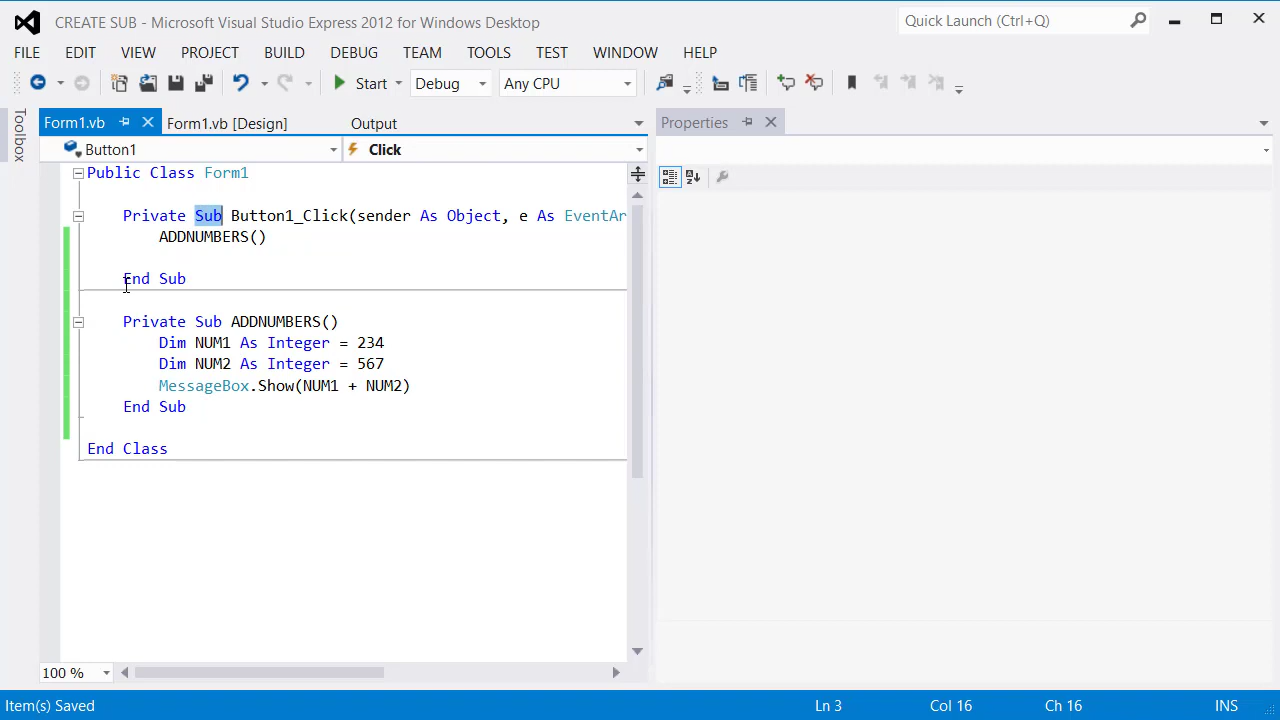 CREATE SUB - Microsoft Visual Studio Express 2012 for Windows Desktop
Quick Launch (Ctrl+Q)
FILE EDIT VIEW PROJECT BUILD DEBUG TEAM TOOLS TEST WINDOW HELP
Start Debug Any CPU
Toolbox
Form1.vb Form1.vb [Design] Output Properties
Button1 Click
Public Class Form1
Private Sub Button1_Click(sender As Object, e As EventAr
ADDNUMBERS()
End Sub
Private Sub ADDNUMBERS()
Dim NUM1 As Integer = 234
Dim NUM2 As Integer = 567
MessageBox.Show(NUM1 + NUM2)
End Sub
End Class
100 %
Item(s) Saved Ln 3 Col 16 Ch 16 INS